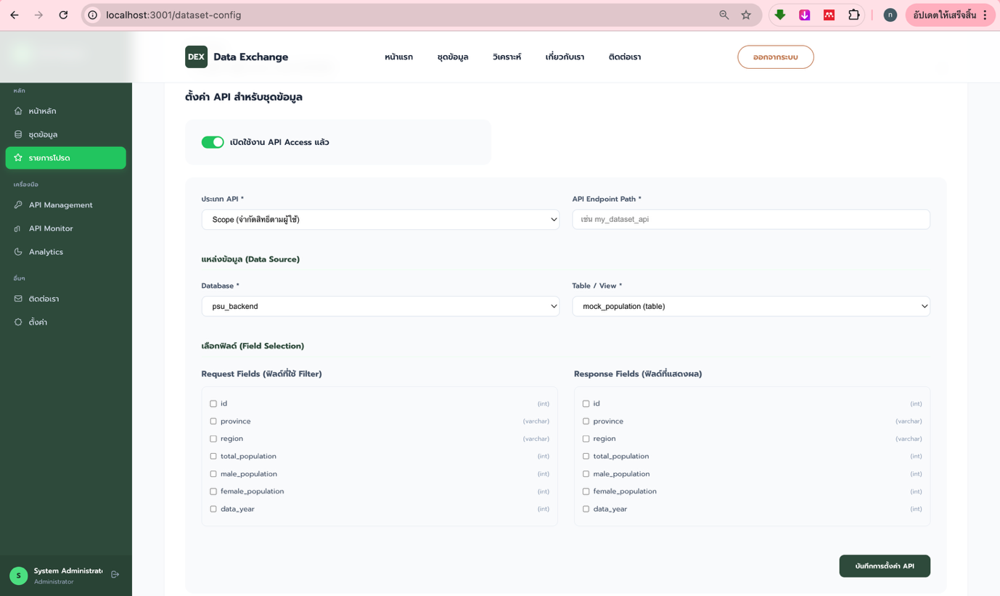 localhost:3001/dataset-config
n
อัปเดตให้เสร็จสิ้น
DEX Data Exchange
หน้าแรก
ชุดข้อมูล
วิเคราะห์
เกี่ยวกับเรา
ติดต่อเรา
ออกจากระบบ
หลัก
หน้าหลัก
ชุดข้อมูล
รายการโปรด
เครื่องมือ
API Management
API Monitor
Analytics
อื่นๆ
ติดต่อเรา
ตั้งค่า
S
System Administrat
Administrator
ตั้งค่า API สำหรับชุดข้อมูล
เปิดใช้งาน API Access แล้ว
ประเภท API *
Scope (จำกัดสิทธิ์ตามผู้ใช้)
API Endpoint Path *
เช่น my_dataset_api
แหล่งข้อมูล (Data Source)
Database *
psu_backend
Table / View *
mock_population (table)
เลือกฟิลด์ (Field Selection)
Request Fields (ฟิลด์ที่ใช้ Filter)
id (int)
province (varchar)
region (varchar)
total_population (int)
male_population (int)
female_population (int)
data_year (int)
Response Fields (ฟิลด์ที่แสดงผล)
id (int)
province (varchar)
region (varchar)
total_population (int)
male_population (int)
female_population (int)
data_year (int)
บันทึกการตั้งค่า API